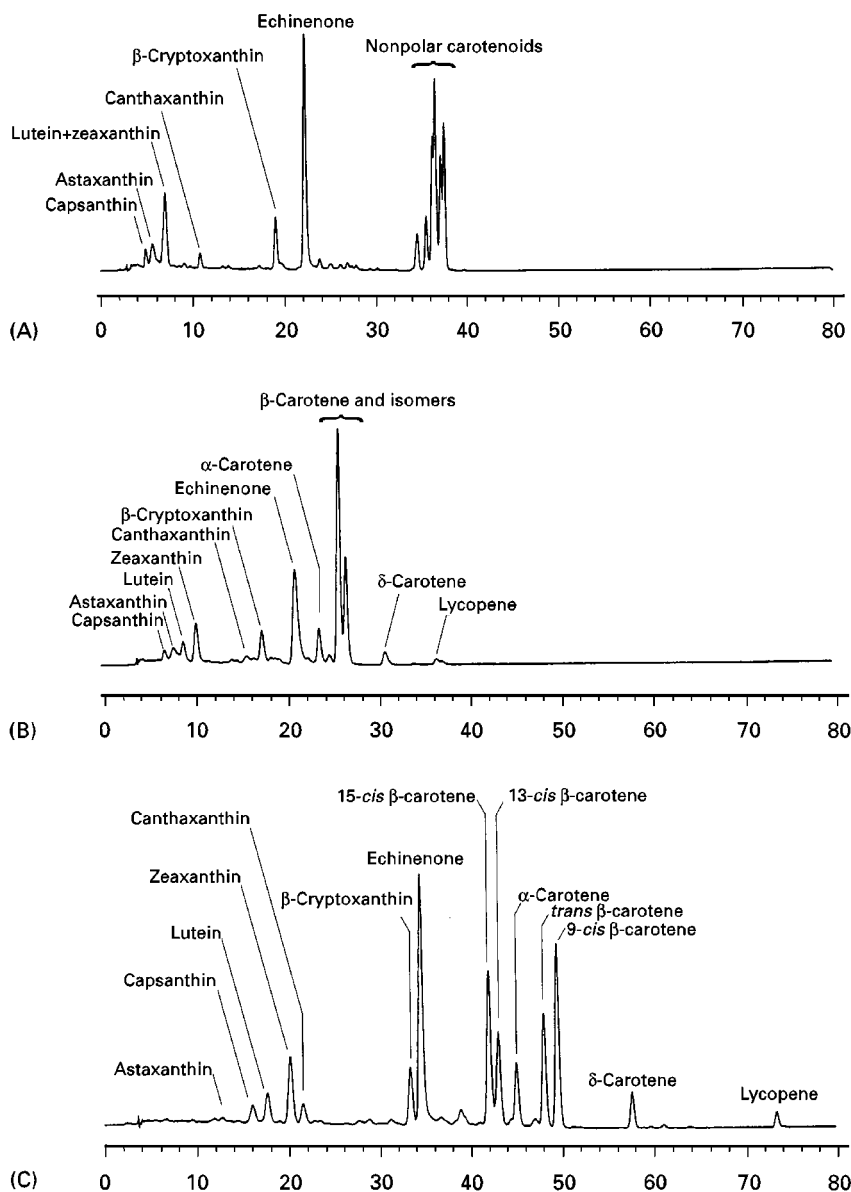 Echinenone
β-Cryptoxanthin
Nonpolar carotenoids
Canthaxanthin
Lutein+zeaxanthin
Astaxanthin
Capsanthin
0 10 20 30 40 50 60 70 80
(A)
β-Carotene and isomers
α-Carotene
Echinenone
β-Cryptoxanthin
Canthaxanthin
Zeaxanthin
Lutein
Astaxanthin
Capsanthin
δ-Carotene
Lycopene
0 10 20 30 40 50 60 70 80
(B)
15-cis β-carotene
13-cis β-carotene
Canthaxanthin
Echinenone
Zeaxanthin
β-Cryptoxanthin
α-Carotene
trans β-carotene
9-cis β-carotene
Lutein
Capsanthin
Astaxanthin
δ-Carotene
Lycopene
0 10 20 30 40 50 60 70 80
(C)